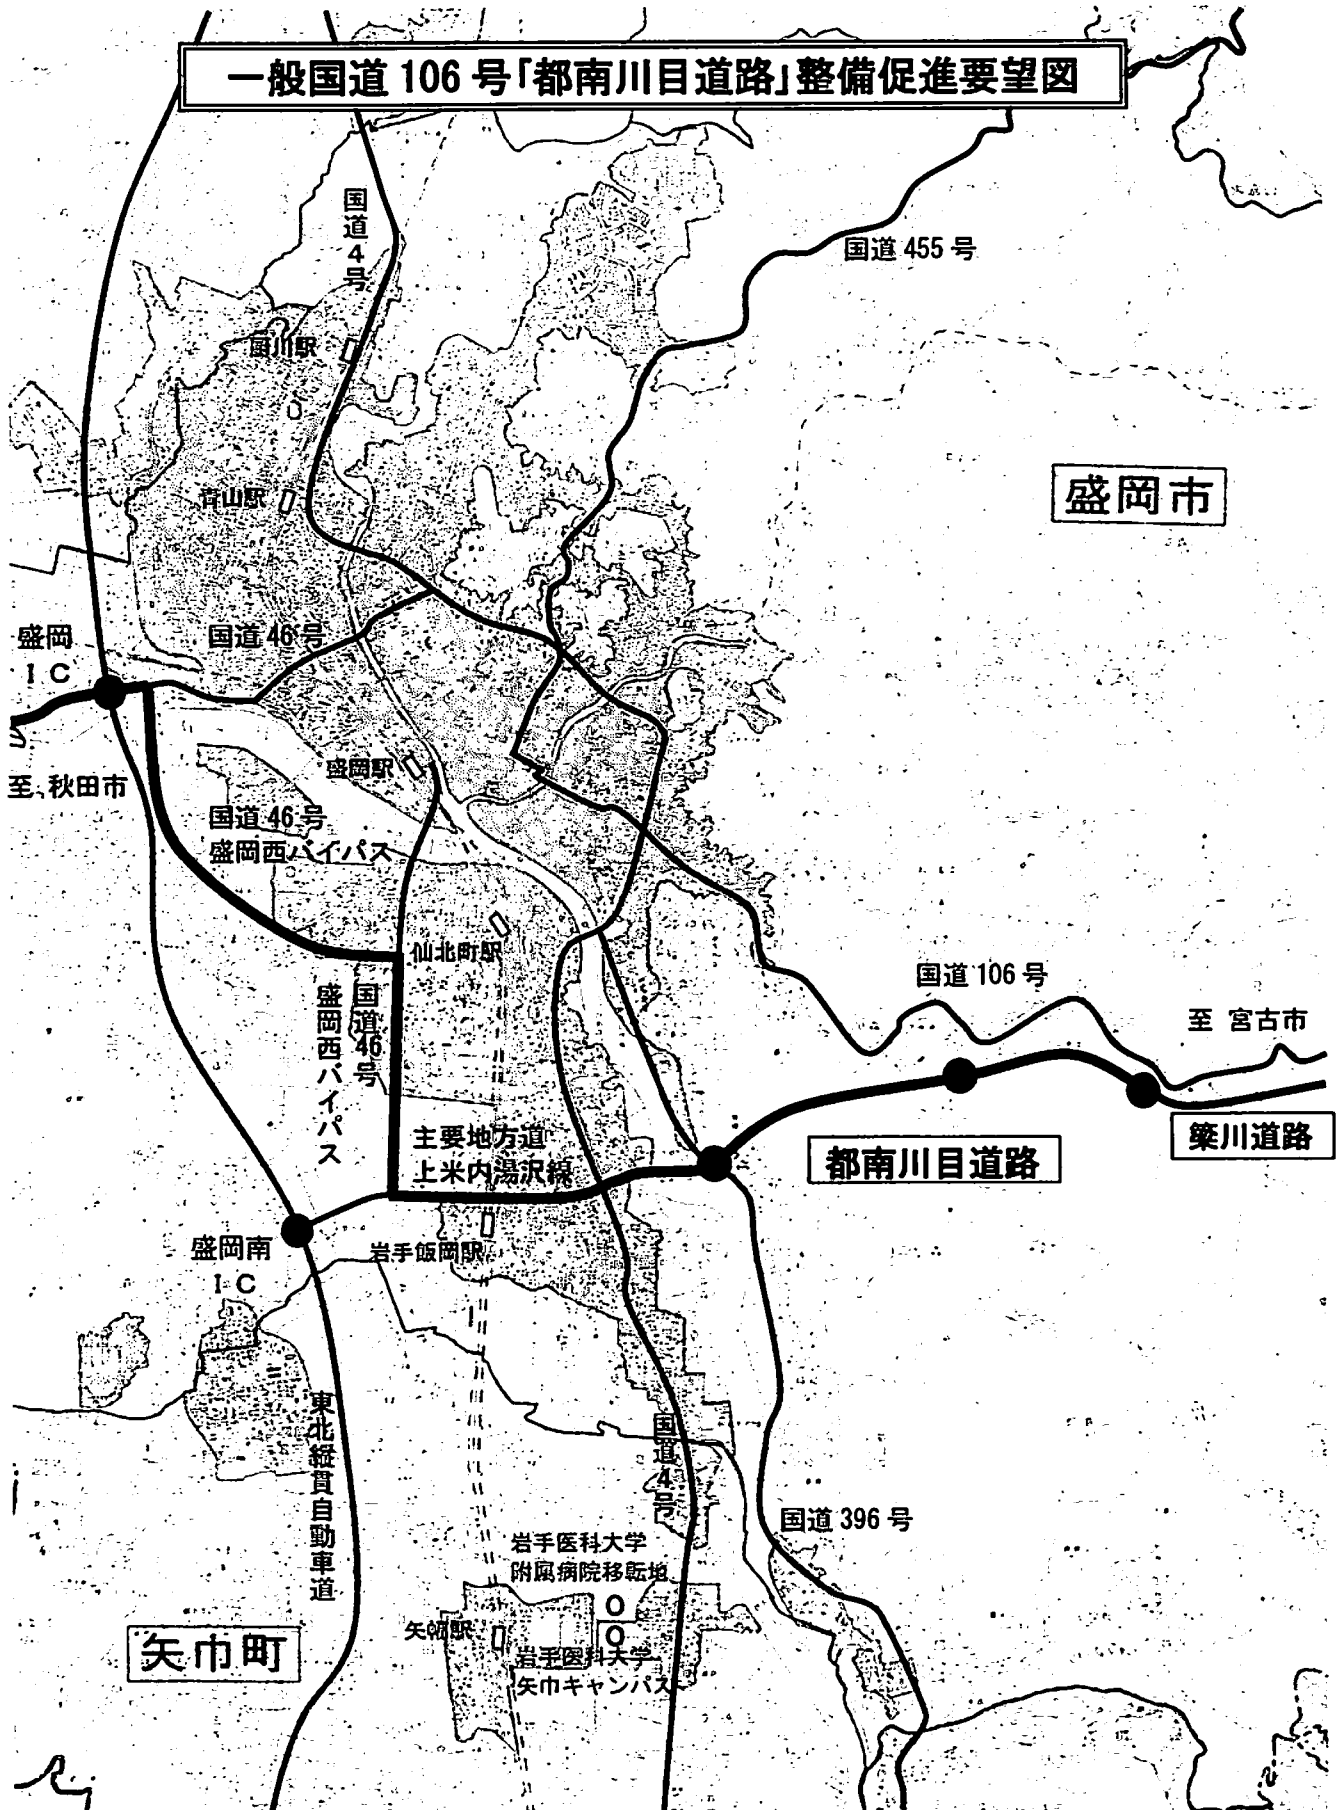 一般国道106号「都南川目道路」整備促進要望図
国道4号
国道455号
厨川駅
青山駅
盛岡市
盛岡
IC
国道46号
盛岡駅
至 秋田市
国道46号
盛岡西バイパス
仙北町駅
国道46号
盛岡西バイパス
国道106号
至 宮古市
簗川道路
都南川目道路
主要地方道
上米内湯沢線
盛岡南
IC
岩手飯岡駅
東北縦貫自動車道
国道4号
国道396号
岩手医科大学
附属病院移転地
矢幅駅
岩手医科大学
矢巾キャンパス
矢巾町